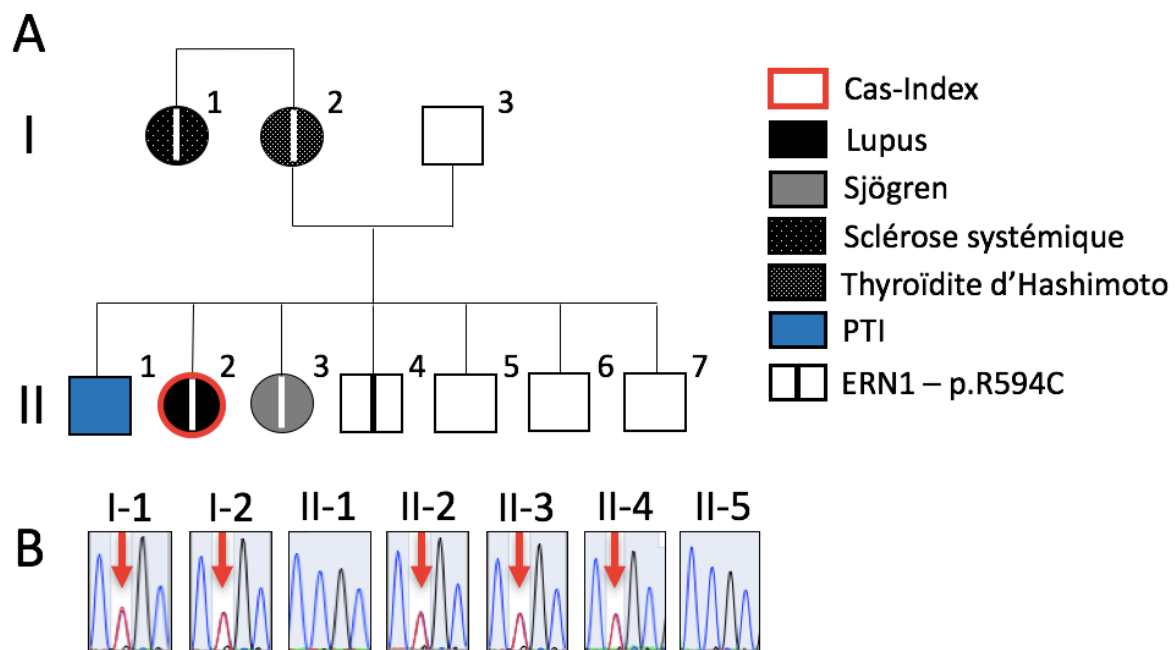 A
I
1 2 3
Cas-Index
Lupus
Sjögren
Sclérose systémique
Thyroïdite d'Hashimoto
PTI
ERN1 – p.R594C
II
1 2 3 4 5 6 7
B
I-1 I-2 II-1 II-2 II-3 II-4 II-5